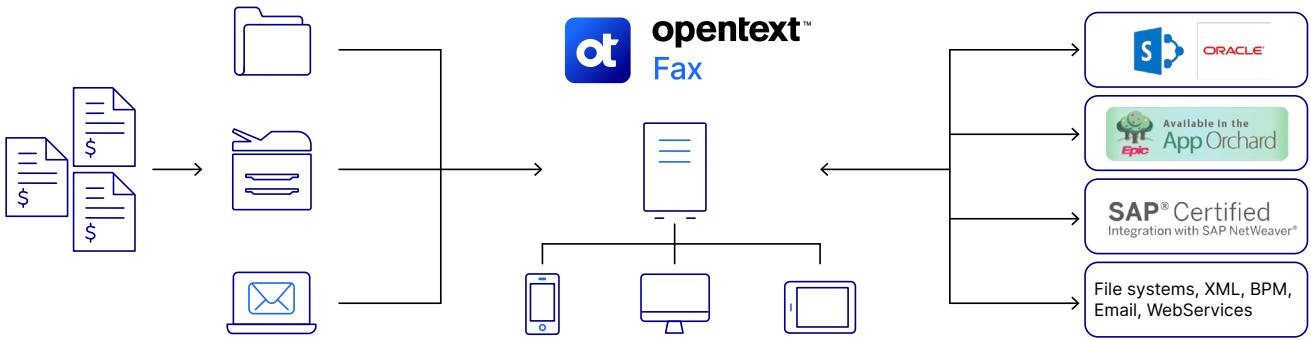 $
$
$
opentext™
Fax
S
ORACLE
Available in the
App Orchard
Epic
SAP® Certified
Integration with SAP NetWeaver®
File systems, XML, BPM,
Email, WebServices